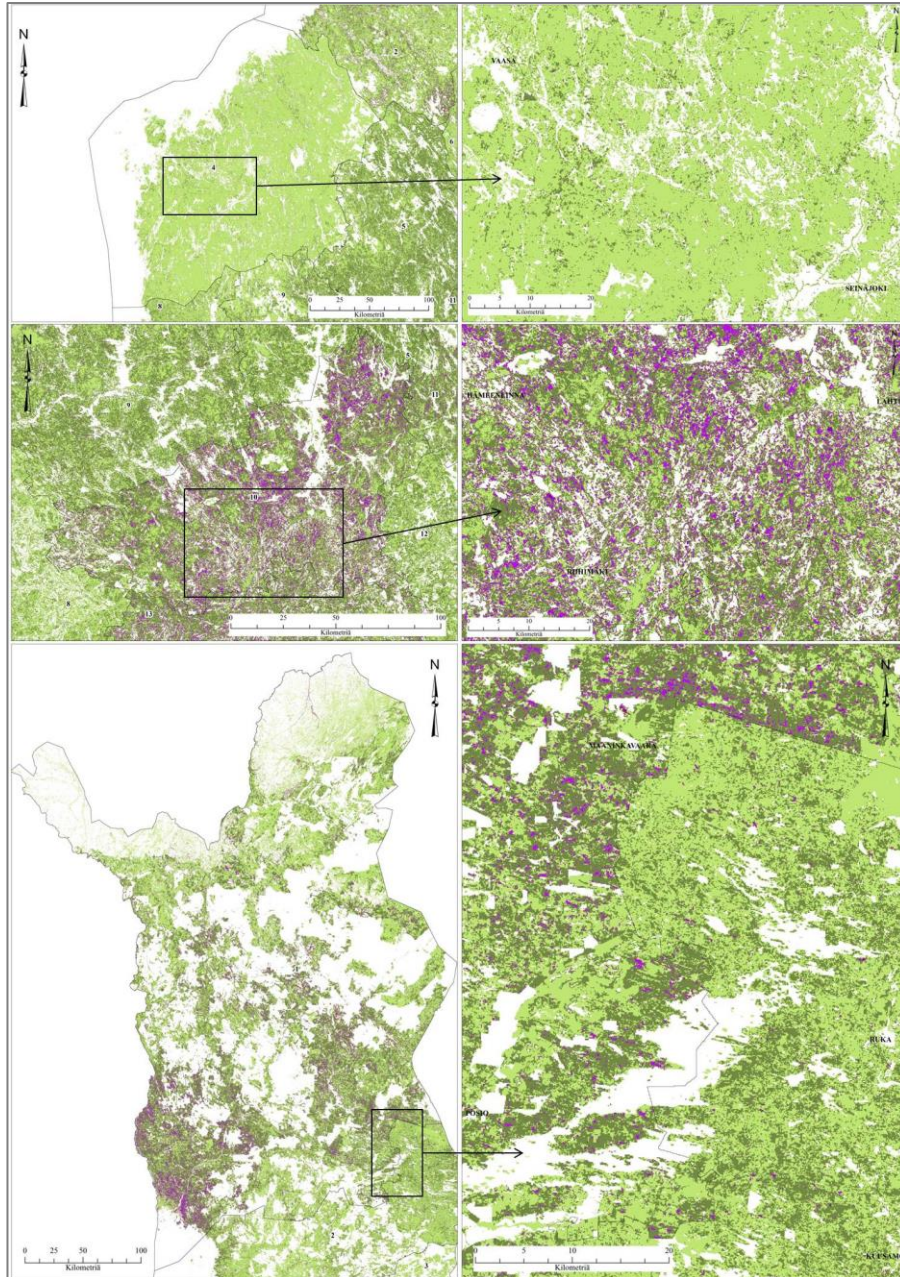 N
2
4
6
5
9
8
11
0 25 50 100
Kilometriä
N
VAASA
SEINÄJOKI
0 5 10 20
Kilometriä
N
5
11
9
10
12
8
13
0 25 50 100
Kilometriä
HÄMEENLINNA
RIIHIMÄKI
0 5 10 20
Kilometriä
N
2
3
0 25 50 100
Kilometriä
N
MAANINKAVAARA
RUKA
POSIO
0 5 10 20
Kilometriä